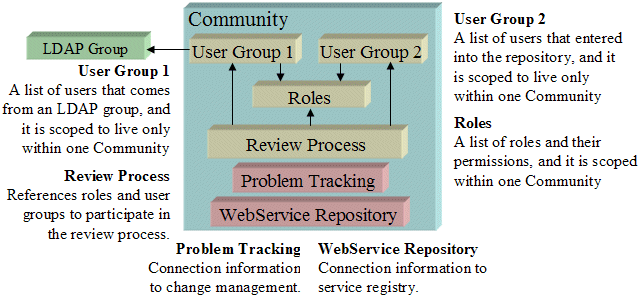 Community
LDAP Group
User Group 1
User Group 2
Roles
Review Process
Problem Tracking
WebService Repository
User Group 1
A list of users that comes
from an LDAP group, and
it is scoped to live only
within one Community
Review Process
References roles and user
groups to participate in
the review process.
User Group 2
A list of users that entered
into the repository, and it
is scoped to live only
within one Community
Roles
A list of roles and their
permissions, and it is scoped
within one Community
Problem Tracking
Connection information
to change management.
WebService Repository
Connection information to
service registry.